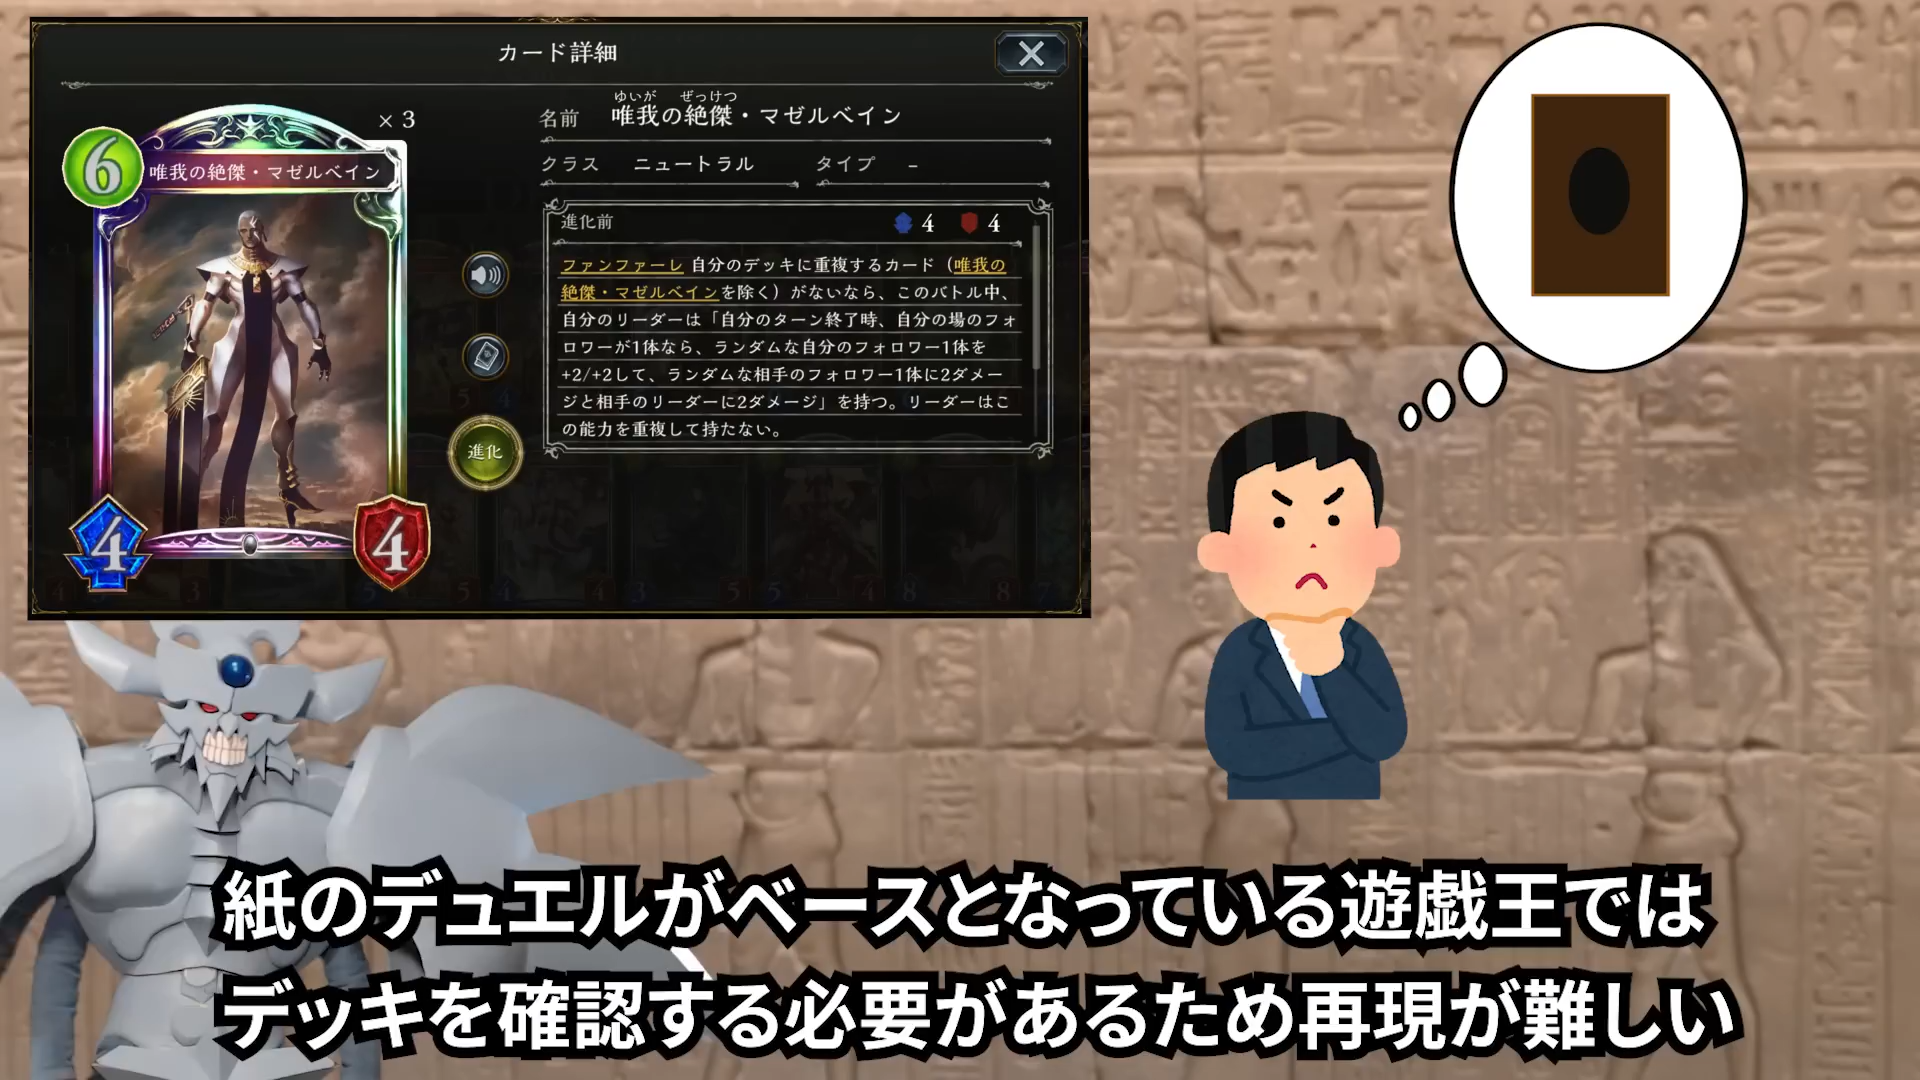 カード詳細
× 3
6
唯我の絶傑・マゼルベイン
4
4
進化
ゆいが ぜっけつ
名前 唯我の絶傑・マゼルベイン
クラス ニュートラル タイプ -
進化前 4 4
ファンファーレ 自分のデッキに重複するカード（唯我の
絶傑・マゼルベインを除く）がないなら、このバトル中、
自分のリーダーは「自分のターン終了時、自分の場のフォ
ロワーが1体なら、ランダムな自分のフォロワー1体を
+2/+2して、ランダムな相手のフォロワー1体に2ダメー
ジと相手のリーダーに2ダメージ」を持つ。リーダーはこ
の能力を重複して持たない。
紙のデュエルがベースとなっている遊戯王では
デッキを確認する必要があるため再現が難しい